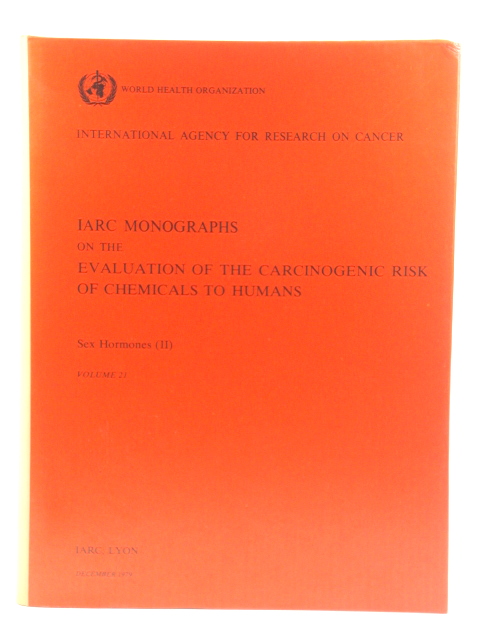 WORLD HEALTH ORGANIZATION
INTERNATIONAL AGENCY FOR RESEARCH ON CANCER
IARC MONOGRAPHS
ON THE
EVALUATION OF THE CARCINOGENIC RISK
OF CHEMICALS TO HUMANS
Sex Hormones (II)
VOLUME 21
IARC, LYON
DECEMBER 1979